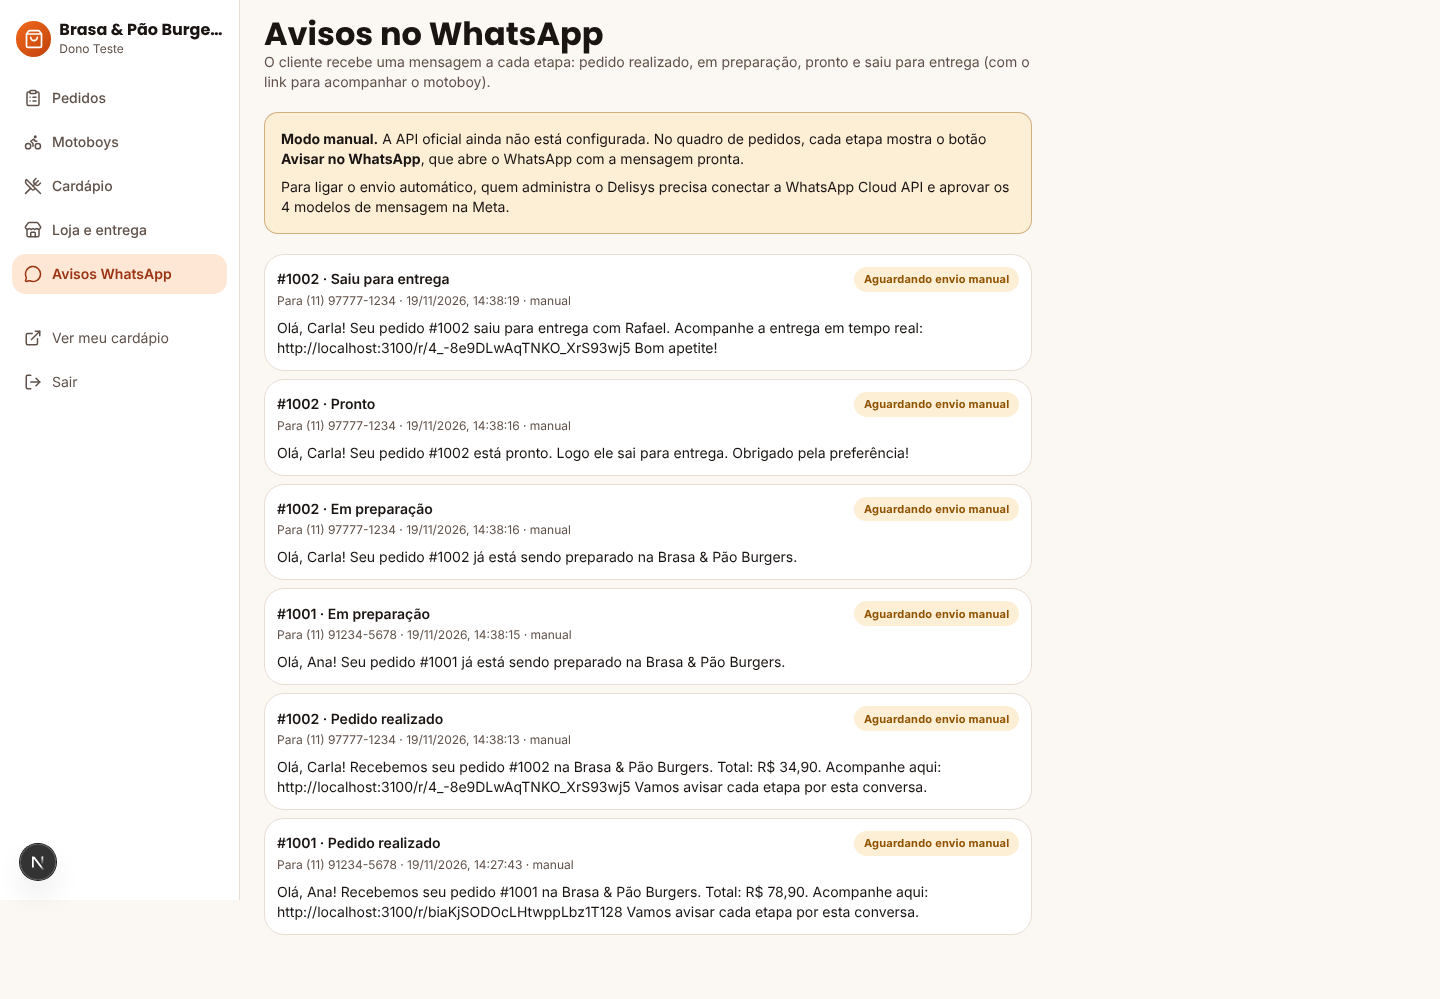 Brasa & Pão Burge...
Dono Teste
Pedidos
Motoboys
Cardápio
Loja e entrega
Avisos WhatsApp
Ver meu cardápio
Sair
N
Avisos no WhatsApp
O cliente recebe uma mensagem a cada etapa: pedido realizado, em preparação, pronto e saiu para entrega (com o
link para acompanhar o motoboy).
Modo manual. A API oficial ainda não está configurada. No quadro de pedidos, cada etapa mostra o botão
Avisar no WhatsApp, que abre o WhatsApp com a mensagem pronta.
Para ligar o envio automático, quem administra o Delisys precisa conectar a WhatsApp Cloud API e aprovar os
4 modelos de mensagem na Meta.
#1002 · Saiu para entrega
Aguardando envio manual
Para (11) 97777-1234 · 19/11/2026, 14:38:19 · manual
Olá, Carla! Seu pedido #1002 saiu para entrega com Rafael. Acompanhe a entrega em tempo real:
http://localhost:3100/r/4_-8e9DLwAqTNKO_XrS93wj5 Bom apetite!
#1002 · Pronto
Aguardando envio manual
Para (11) 97777-1234 · 19/11/2026, 14:38:16 · manual
Olá, Carla! Seu pedido #1002 está pronto. Logo ele sai para entrega. Obrigado pela preferência!
#1002 · Em preparação
Aguardando envio manual
Para (11) 97777-1234 · 19/11/2026, 14:38:16 · manual
Olá, Carla! Seu pedido #1002 já está sendo preparado na Brasa & Pão Burgers.
#1001 · Em preparação
Aguardando envio manual
Para (11) 91234-5678 · 19/11/2026, 14:38:15 · manual
Olá, Ana! Seu pedido #1001 já está sendo preparado na Brasa & Pão Burgers.
#1002 · Pedido realizado
Aguardando envio manual
Para (11) 97777-1234 · 19/11/2026, 14:38:13 · manual
Olá, Carla! Recebemos seu pedido #1002 na Brasa & Pão Burgers. Total: R$ 34,90. Acompanhe aqui:
http://localhost:3100/r/4_-8e9DLwAqTNKO_XrS93wj5 Vamos avisar cada etapa por esta conversa.
#1001 · Pedido realizado
Aguardando envio manual
Para (11) 91234-5678 · 19/11/2026, 14:27:43 · manual
Olá, Ana! Recebemos seu pedido #1001 na Brasa & Pão Burgers. Total: R$ 78,90. Acompanhe aqui:
http://localhost:3100/r/biaKjSODOcLHtwppLbz1T128 Vamos avisar cada etapa por esta conversa.